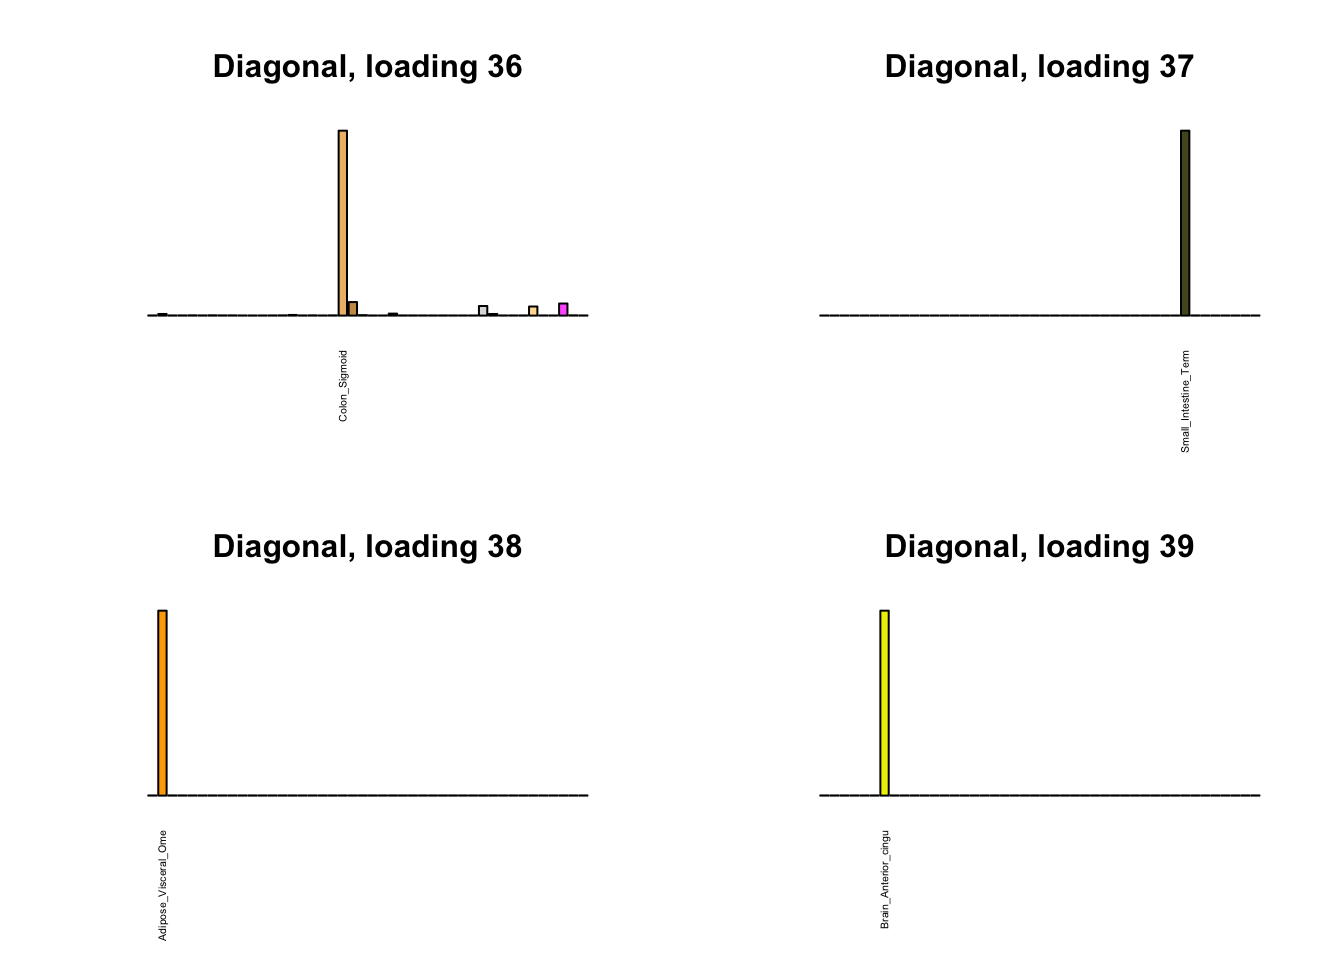 Diagonal, loading 36
Colon_Sigmoid
Diagonal, loading 37
Small_Intestine_Term
Diagonal, loading 38
Adipose_Visceral_Ome
Diagonal, loading 39
Brain_Anterior_cingu